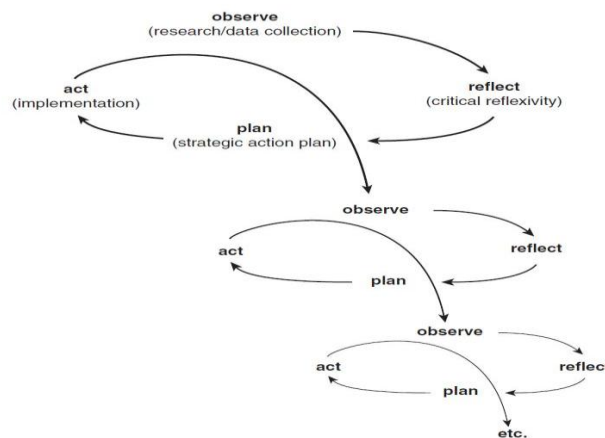 observe
(research/data collection)
act
(implementation)
reflect
(critical reflexivity)
plan
(strategic action plan)
observe
act
reflect
plan
observe
act
reflec
plan
etc.